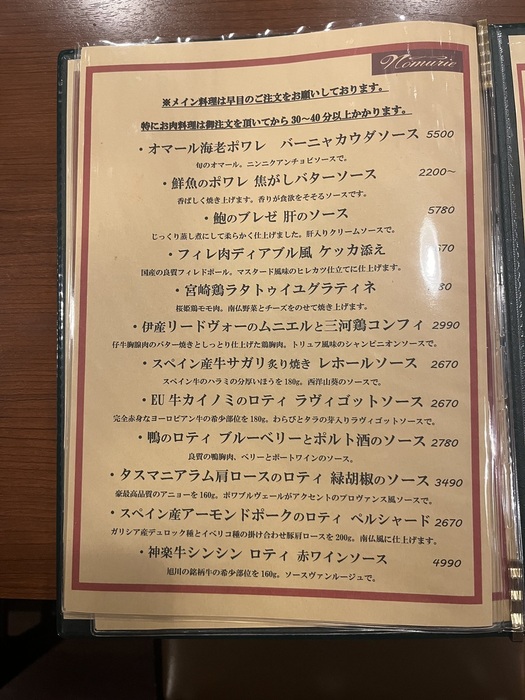 Nomurie
※メイン料理は早目のご注文をお願いしております。
特にお肉料理は御注文を頂いてから30〜40分以上かかります。
・オマール海老ポワレ　バーニャカウダソース 5500
旬のオマール。ニンニクアンチョビソースで。
・鮮魚のポワレ 焦がしバターソース 2200〜
香ばしく焼き上げます。香りが食欲をそそるソースです。
・鮑のブレゼ 肝のソース 5780
じっくり蒸し煮にして柔らかく仕上げました。肝入りクリームソースで。
・フィレ肉ディアブル風 ケッカ添え
国産の良質フィレドポール。マスタード風味のヒレカツ仕立てに仕上げます。
・宮崎鶏ラタトゥイユグラティネ
桜姫鶏モモ肉。南仏野菜とチーズをのせて焼き上げます。
・伊産リードヴォーのムニエルと三河鶏コンフィ 2990
仔牛胸腺肉のバター焼きとしっとり仕上げた鶏胸肉。トリュフ風味のシャンピニオンソースで。
・スペイン産牛サガリ炙り焼き レホールソース 2670
スペイン牛のハラミの分厚いほうを180g。西洋山葵のソースで。
・EU 牛カイノミのロティ ラヴィゴットソース 2670
完全赤身なヨーロピアン牛の希少部位を180g。わらびとタラの芽入りラヴィゴットソースで。
・鴨のロティ ブルーベリーとポルト酒のソース 2780
良質の鴨胸肉、ベリーとポートワインのソース。
・タスマニアラム肩ロースのロティ 緑胡椒のソース 3490
豪最高品質のアニョーを160g。ポワブルヴェールがアクセントのプロヴァンス風ソースで。
・スペイン産アーモンドポークのロティ ペルシャード 2670
ガリシア産デュロック種とイベリコ種の掛け合わせ豚肩ロースを200g。南仏風に仕上げます。
・神楽牛シンシン ロティ 赤ワインソース 4990
旭川の銘柄牛の希少部位を160g。ソースヴァンルージュで。